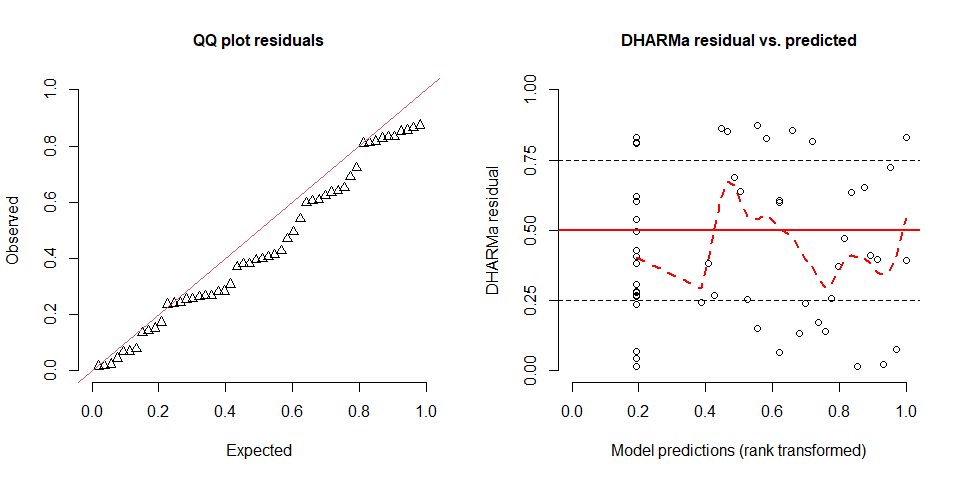 QQ plot residuals
Observed
0.0 0.2 0.4 0.6 0.8 1.0
0.0 0.2 0.4 0.6 0.8 1.0
Expected
DHARMa residual vs. predicted
DHARMa residual
0.00 0.25 0.50 0.75 1.00
0.0 0.2 0.4 0.6 0.8 1.0
Model predictions (rank transformed)